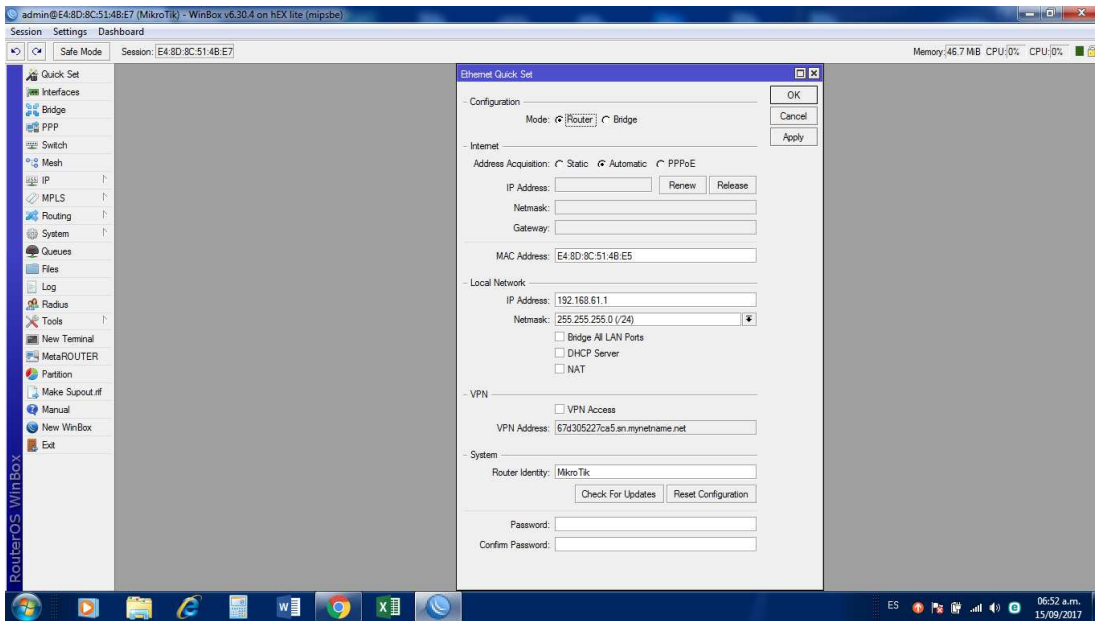 admin@E4:8D:8C:51:4B:E7 (MikroTik) - WinBox v6.30.4 on hEX lite (mipsbe)
Session Settings Dashboard
Safe Mode Session: E4:8D:8C:51:4B:E7 Memory: 46.7 MiB CPU: 0% CPU: 0%
Quick Set
Interfaces
Bridge
PPP
Switch
Mesh
IP
MPLS
Routing
System
Queues
Files
Log
Radius
Tools
New Terminal
MetaROUTER
Partition
Make Supout.rif
Manual
New WinBox
Exit
RouterOS WinBox
Ethernet Quick Set
OK
Cancel
Apply
Configuration
Mode: Router Bridge
Internet
Address Acquisition: Static Automatic PPPoE
IP Address: Renew Release
Netmask:
Gateway:
MAC Address: E4:8D:8C:51:4B:E5
Local Network
IP Address: 192.168.61.1
Netmask: 255.255.255.0 (/24)
Bridge All LAN Ports
DHCP Server
NAT
VPN
VPN Access
VPN Address: 67d305227ca5.sn.mynetname.net
System
Router Identity: MikroTik
Check For Updates Reset Configuration
Password:
Confirm Password:
ES 06:52 a.m.
15/09/2017